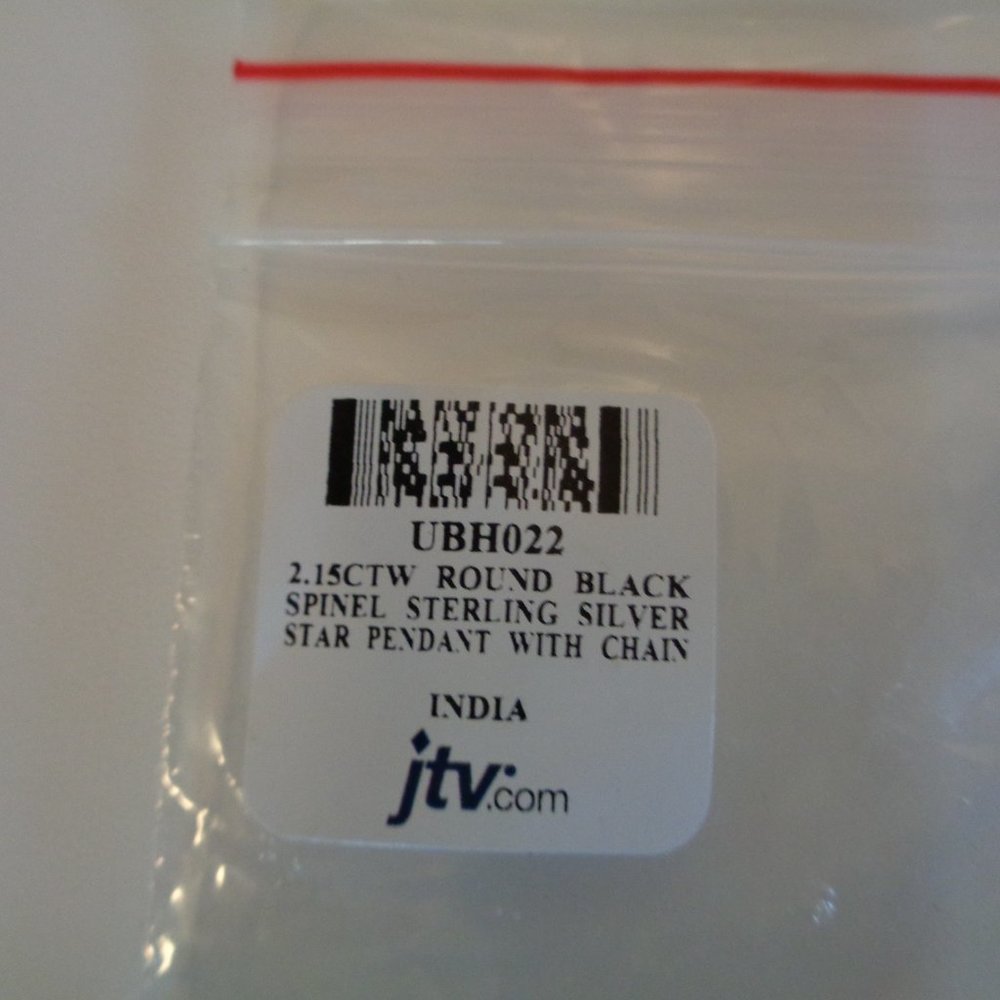 UBH022
2.15CTW ROUND BLACK
SPINEL STERLING SILVER
STAR PENDANT WITH CHAIN
INDIA
jtv.com